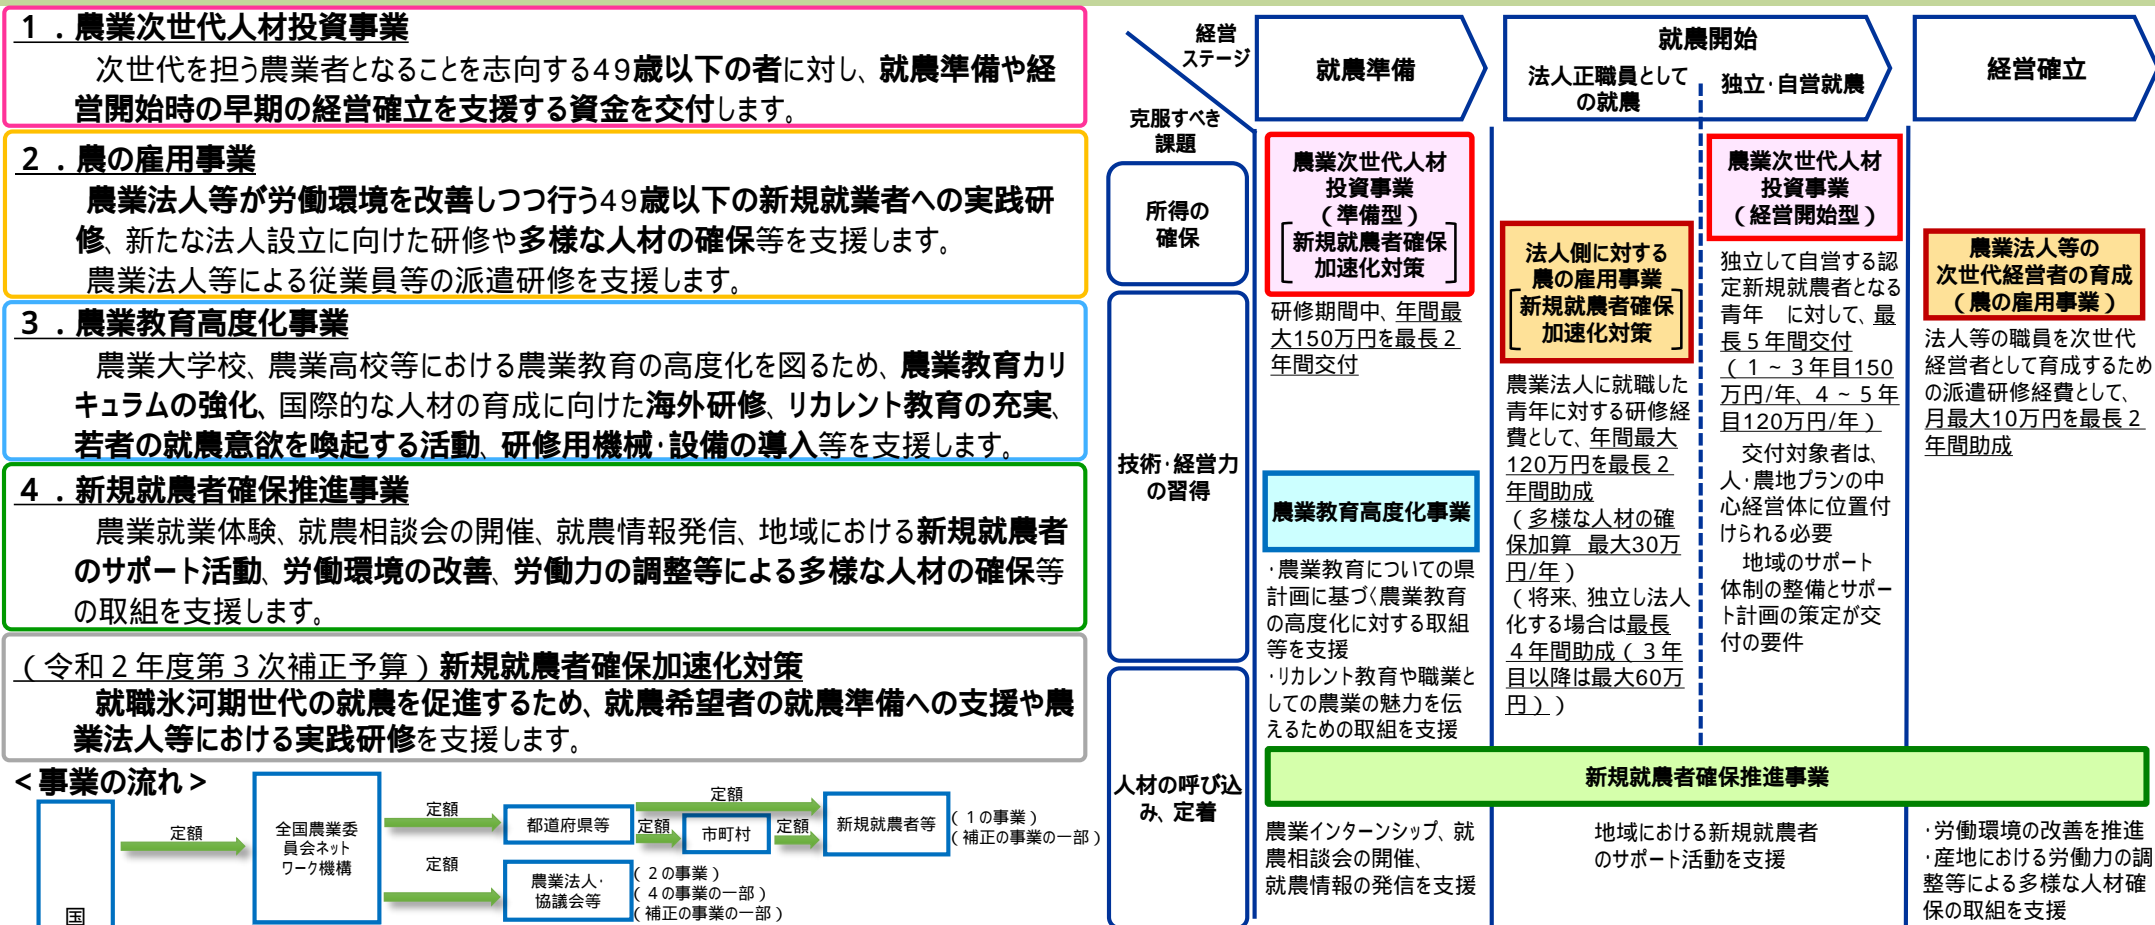 １．農業次世代人材投資事業
次世代を担う農業者となることを志向する49歳以下の者に対し、就農準備や経
営開始時の早期の経営確立を支援する資金を交付します。
２．農の雇用事業
農業法人等が労働環境を改善しつつ行う49歳以下の新規就業者への実践研
修、新たな法人設立に向けた研修や多様な人材の確保等を支援します。
農業法人等による従業員等の派遣研修を支援します。
３．農業教育高度化事業
農業大学校、農業高校等における農業教育の高度化を図るため、農業教育カリ
キュラムの強化、国際的な人材の育成に向けた海外研修、リカレント教育の充実、
若者の就農意欲を喚起する活動、研修用機械・設備の導入等を支援します。
４．新規就農者確保推進事業
農業就業体験、就農相談会の開催、就農情報発信、地域における新規就農者
のサポート活動、労働環境の改善、労働力の調整等による多様な人材の確保等
の取組を支援します。
（令和２年度第３次補正予算）新規就農者確保加速化対策
就職氷河期世代の就農を促進するため、就農希望者の就農準備への支援や農
業法人等における実践研修を支援します。
＜事業の流れ＞
国
定額
全国農業委
員会ネット
ワーク機構
定額
都道府県等
定額
定額
市町村
定額
新規就農者等
（１の事業）
（補正の事業の一部）
定額
農業法人・
協議会等
（２の事業）
（４の事業の一部）
（補正の事業の一部）
経営
ステージ
克服すべき
課題
就農準備
就農開始
法人正職員として
の就農
独立・自営就農
経営確立
所得の
確保
技術・経営力
の習得
人材の呼び込
み、定着
農業次世代人材
投資事業
（準備型）
新規就農者確保
加速化対策
研修期間中、年間最
大150万円を最長２
年間交付
農業教育高度化事業
・農業教育についての県
計画に基づく農業教育
の高度化に対する取組
等を支援
・リカレント教育や職業と
しての農業の魅力を伝
えるための取組を支援
法人側に対する
農の雇用事業
新規就農者確保
加速化対策
農業法人に就職した
青年に対する研修経
費として、年間最大
120万円を最長２
年間助成
（多様な人材の確
保加算 最大30万
円/年）
（将来、独立し法人
化する場合は最長
４年間助成（３年
目以降は最大60万
円））
農業次世代人材
投資事業
（経営開始型）
独立して自営する認
定新規就農者となる
青年 に対して、最
長５年間交付
（１～３年目150
万円/年、４～５年
目120万円/年）
交付対象者は、
人・農地プランの中
心経営体に位置付
けられる必要
地域のサポート
体制の整備とサポー
ト計画の策定が交
付の要件
農業法人等の
次世代経営者の育成
（農の雇用事業）
法人等の職員を次世代
経営者として育成するため
の派遣研修経費として、
月最大10万円を最長２
年間助成
新規就農者確保推進事業
農業インターンシップ、就
農相談会の開催、
就農情報の発信を支援
地域における新規就農者
のサポート活動を支援
・労働環境の改善を推進
・産地における労働力の調
整等による多様な人材確
保の取組を支援